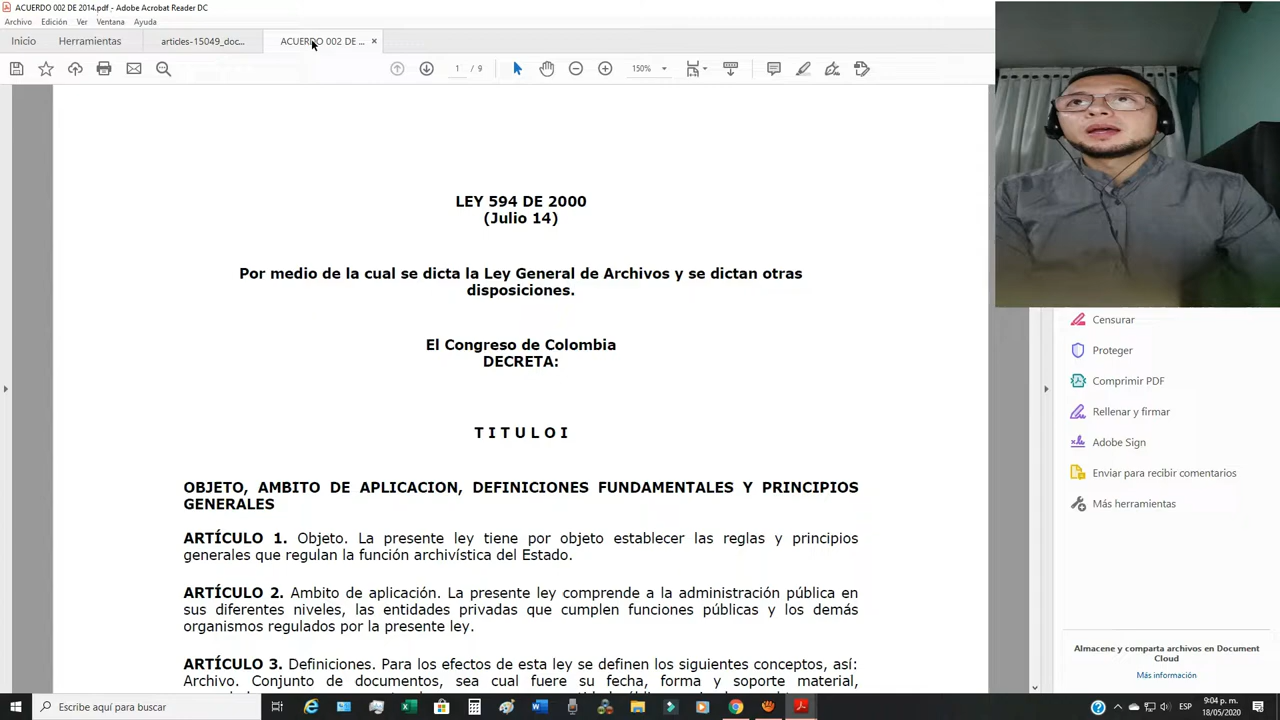 ACUERDO 002 DE 2014.pdf - Adobe Acrobat Reader DC
Archivo Edición Ver Ventana Ayuda
Inicio Herramientas articles-15049_doc... ACUERDO 002 DE ... ×
1 / 9 150%
LEY 594 DE 2000
(Julio 14)
Por medio de la cual se dicta la Ley General de Archivos y se dictan otras
disposiciones.
El Congreso de Colombia
DECRETA:
T I T U L O I
OBJETO, AMBITO DE APLICACION, DEFINICIONES FUNDAMENTALES Y PRINCIPIOS
GENERALES
ARTÍCULO 1. Objeto. La presente ley tiene por objeto establecer las reglas y principios
generales que regulan la función archivística del Estado.
ARTÍCULO 2. Ambito de aplicación. La presente ley comprende a la administración pública en
sus diferentes niveles, las entidades privadas que cumplen funciones públicas y los demás
organismos regulados por la presente ley.
ARTÍCULO 3. Definiciones. Para los efectos de esta ley se definen los siguientes conceptos, así:
Archivo. Conjunto de documentos, sea cual fuere su fecha, forma y soporte material,
Censurar
Proteger
Comprimir PDF
Rellenar y firmar
Adobe Sign
Enviar para recibir comentarios
Más herramientas
Almacene y comparta archivos en Document
Cloud
Más información
Escribe aquí para buscar
ESP
9:04 p. m.
18/05/2020